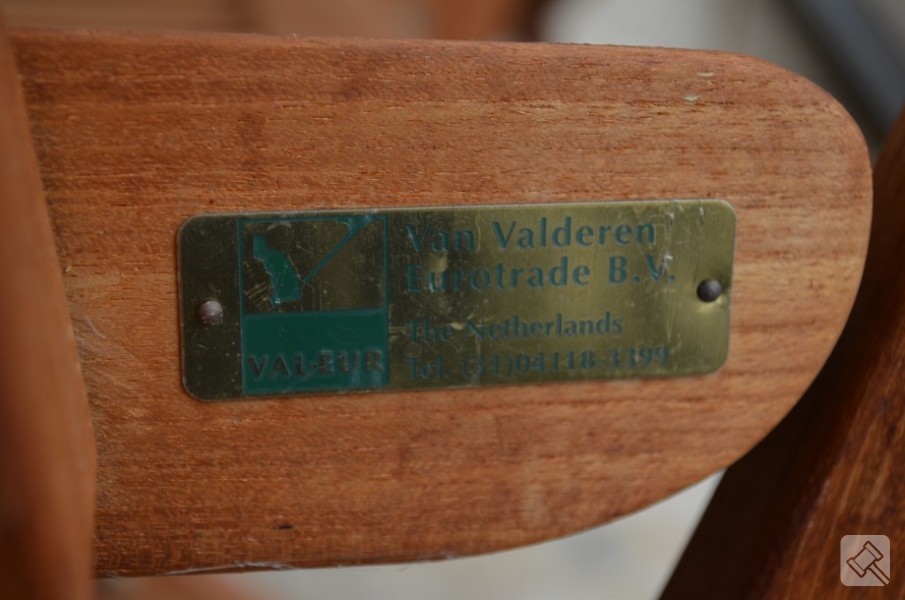 Van Valderen
Eurotrade B.V.
The Netherlands
Tel. (31)04118-3399
VAL-EUR